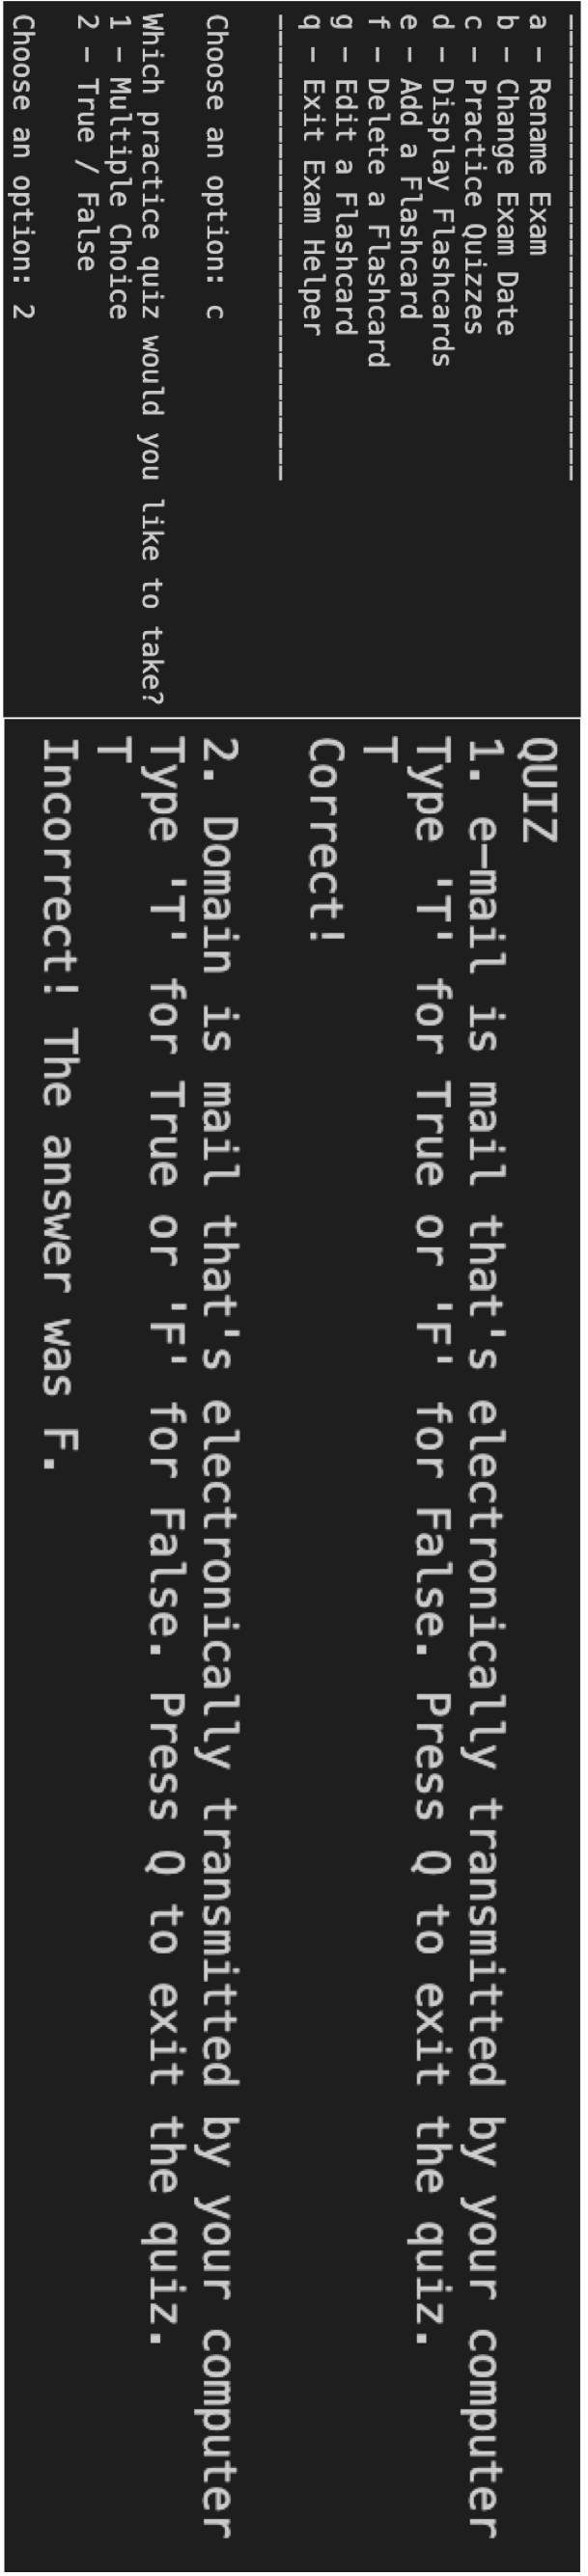 ----------------------------------
a - Rename Exam
b - Change Exam Date
c - Practice Quizzes
d - Display Flashcards
e - Add a Flashcard
f - Delete a Flashcard
g - Edit a Flashcard
q - Exit Exam Helper
----------------------------------
Choose an option: c
Which practice quiz would you like to take?
1 - Multiple Choice
2 - True / False
Choose an option: 2
QUIZ
1. e-mail is mail that's electronically transmitted by your computer
Type 'T' for True or 'F' for False. Press Q to exit the quiz.
T
Correct!
2. Domain is mail that's electronically transmitted by your computer
Type 'T' for True or 'F' for False. Press Q to exit the quiz.
T
Incorrect! The answer was F.